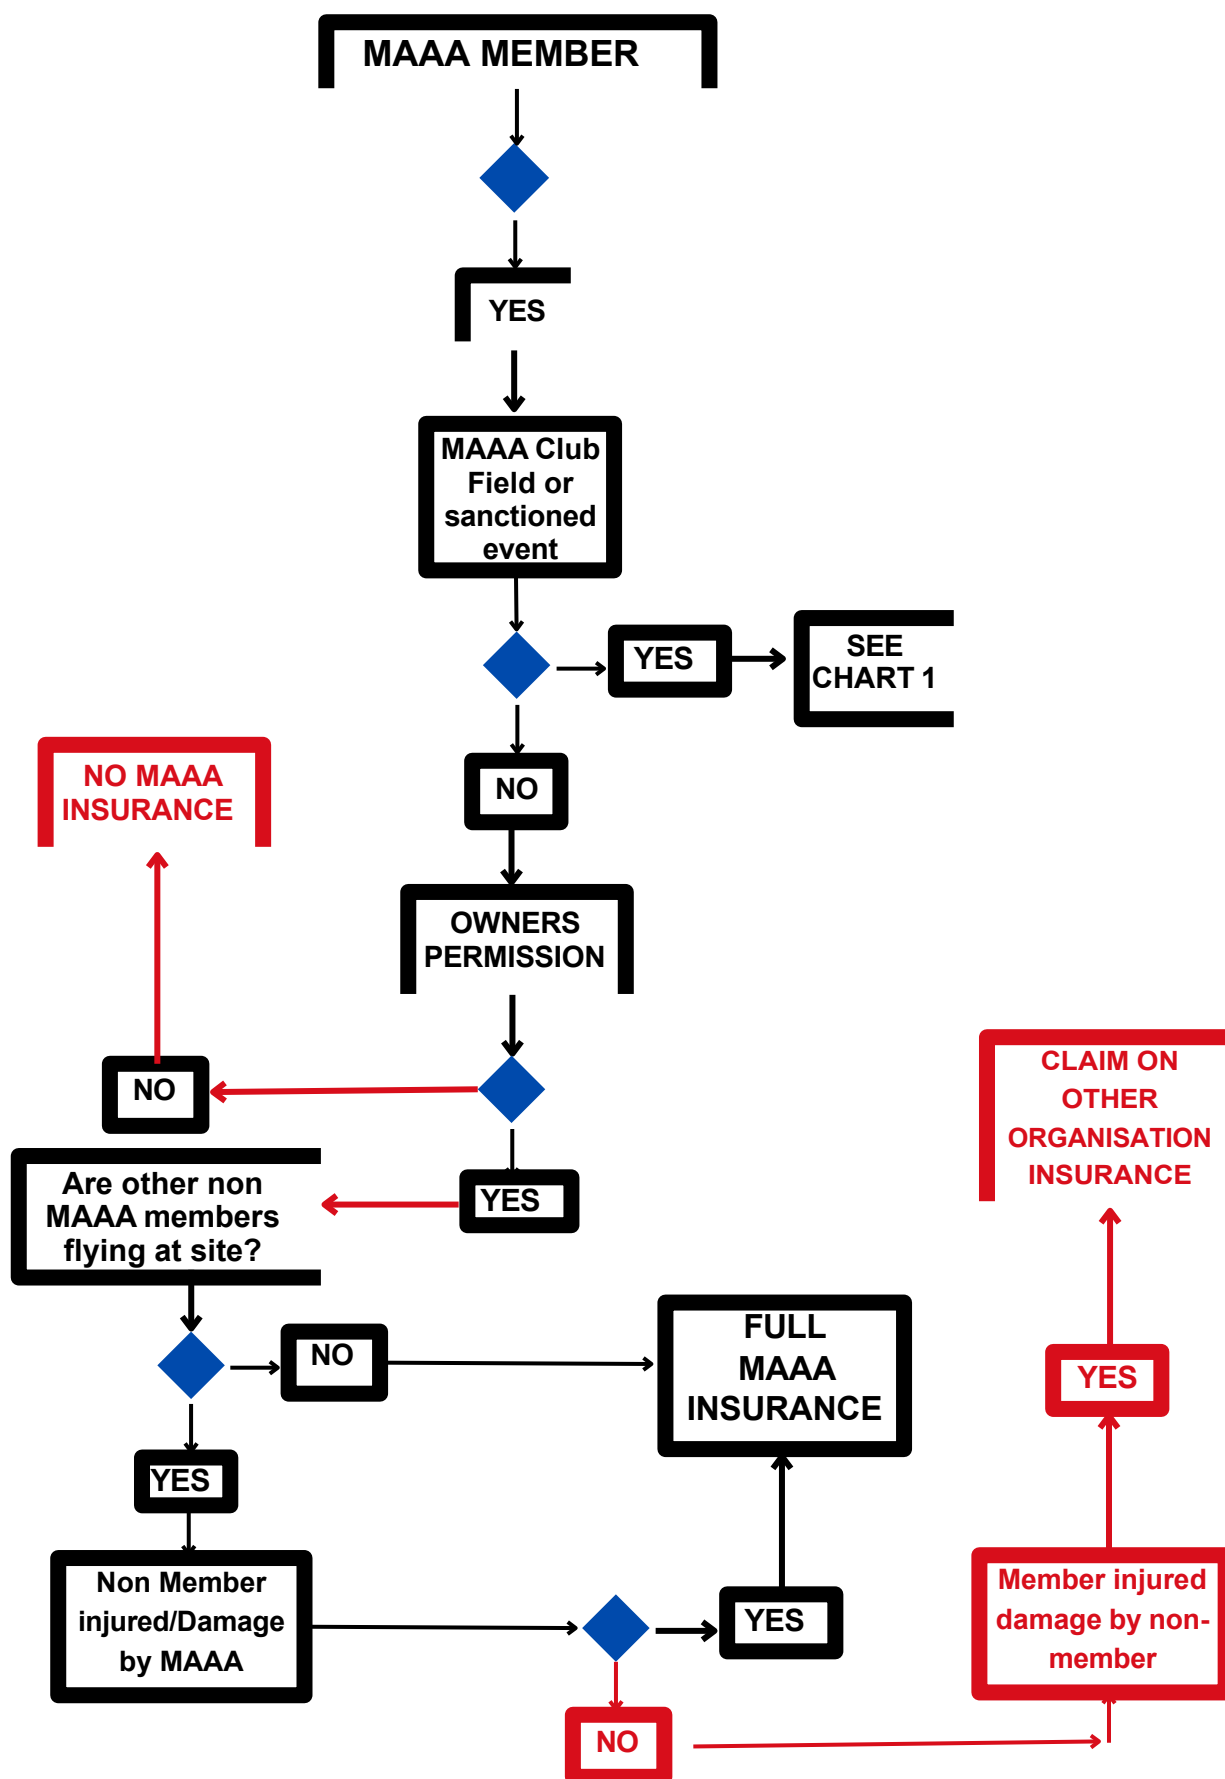 MAAA MEMBER
YES
MAAA Club
Field or
sanctioned
event
YES
SEE
CHART 1
NO
NO MAAA
INSURANCE
OWNERS
PERMISSION
NO
YES
CLAIM ON
OTHER
ORGANISATION
INSURANCE
Are other non
MAAA members
flying at site?
NO
FULL
MAAA
INSURANCE
YES
YES
Non Member
injured/Damage
by MAAA
YES
Member injured
damage by non-
member
NO